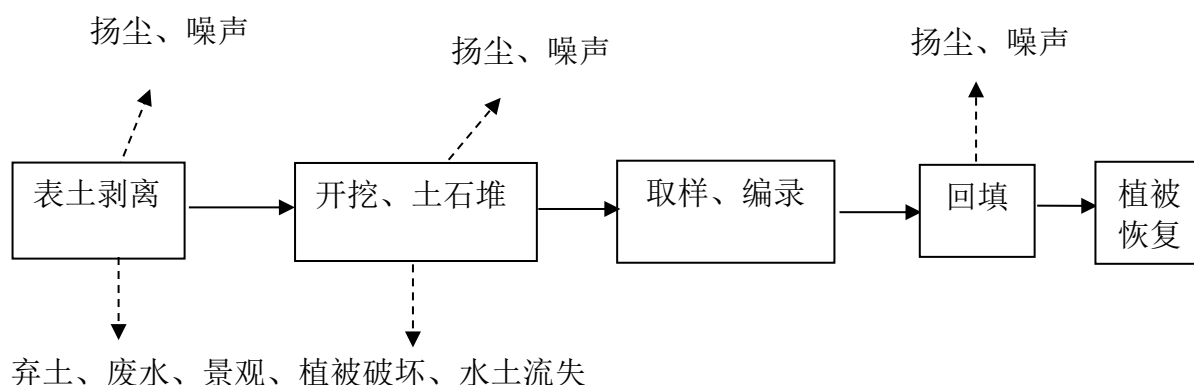 扬尘、噪声
扬尘、噪声
扬尘、噪声
表土剥离
开挖、土石堆
取样、编录
回填
植被
恢复
弃土、废水、景观、植被破坏、水土流失